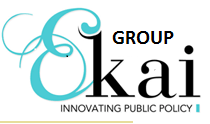 GROUP
Ekai
INNOVATING PUBLIC POLICY